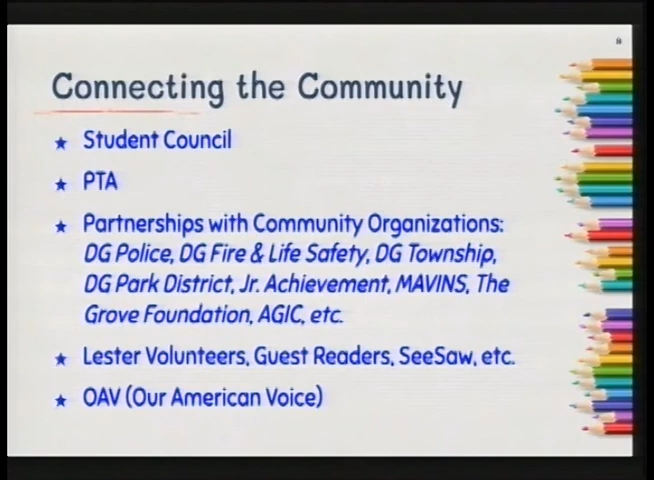 Connecting the Community
★ Student Council
★ PTA
★ Partnerships with Community Organizations:
DG Police, DG Fire & Life Safety, DG Township,
DG Park District, Jr. Achievement, MAVINS, The
Grove Foundation, AGIC, etc.
★ Lester Volunteers, Guest Readers, SeeSaw, etc.
★ OAV (Our American Voice)